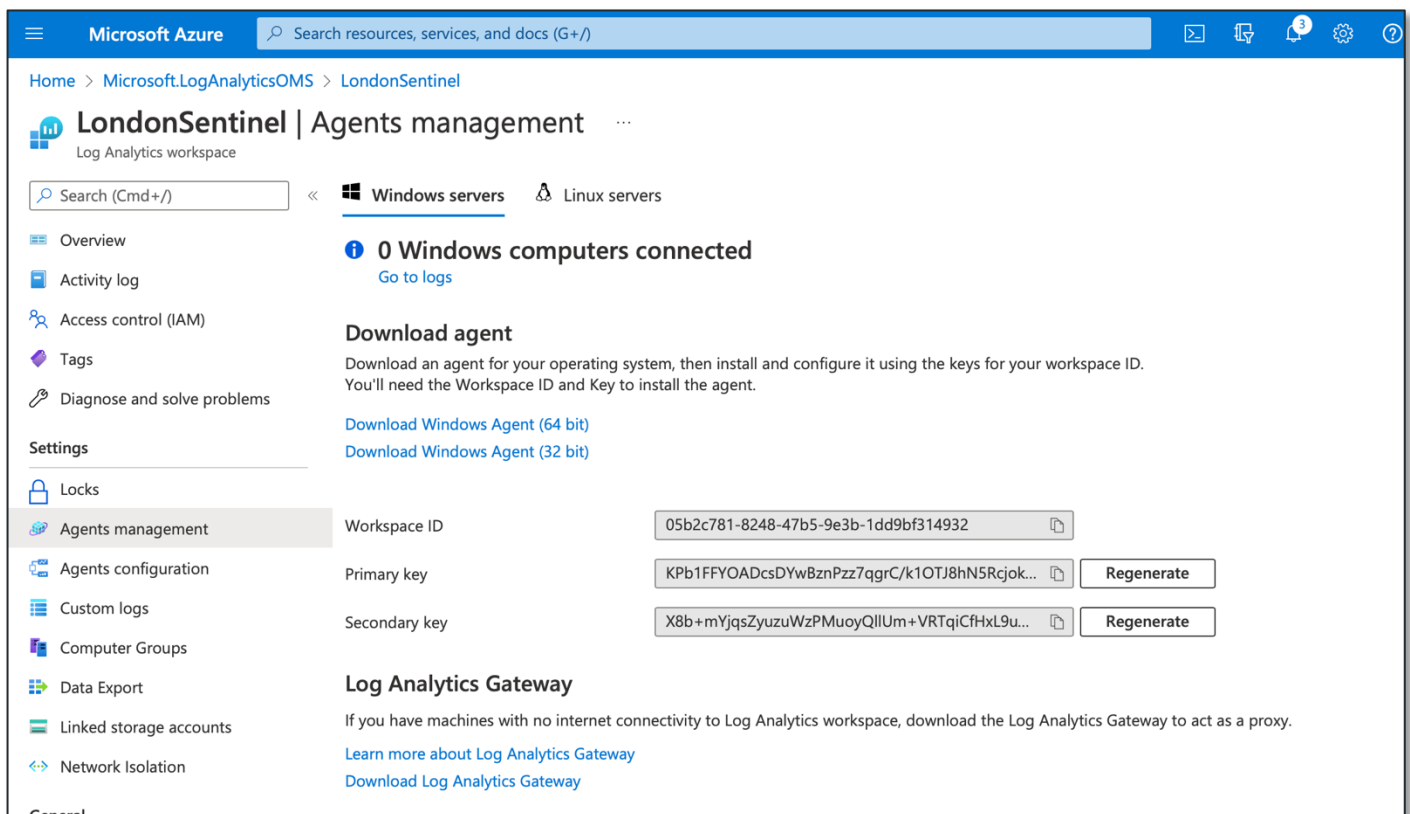 Microsoft Azure
Search resources, services, and docs (G+/)
3
Home > Microsoft.LogAnalyticsOMS > LondonSentinel
LondonSentinel | Agents management ...
Log Analytics workspace
Search (Cmd+/)
«
Overview
Activity log
Access control (IAM)
Tags
Diagnose and solve problems
Settings
Locks
Agents management
Agents configuration
Custom logs
Computer Groups
Data Export
Linked storage accounts
Network Isolation
General
Windows servers
Linux servers
0 Windows computers connected
Go to logs
Download agent
Download an agent for your operating system, then install and configure it using the keys for your workspace ID.
You'll need the Workspace ID and Key to install the agent.
Download Windows Agent (64 bit)
Download Windows Agent (32 bit)
Workspace ID 05b2c781-8248-47b5-9e3b-1dd9bf314932
Primary key KPb1FFYOADcsDYwBznPzz7qgrC/k1OTJ8hN5Rcjok... Regenerate
Secondary key X8b+mYjqsZyuzuWzPMuoyQllUm+VRTqiCfHxL9u... Regenerate
Log Analytics Gateway
If you have machines with no internet connectivity to Log Analytics workspace, download the Log Analytics Gateway to act as a proxy.
Learn more about Log Analytics Gateway
Download Log Analytics Gateway